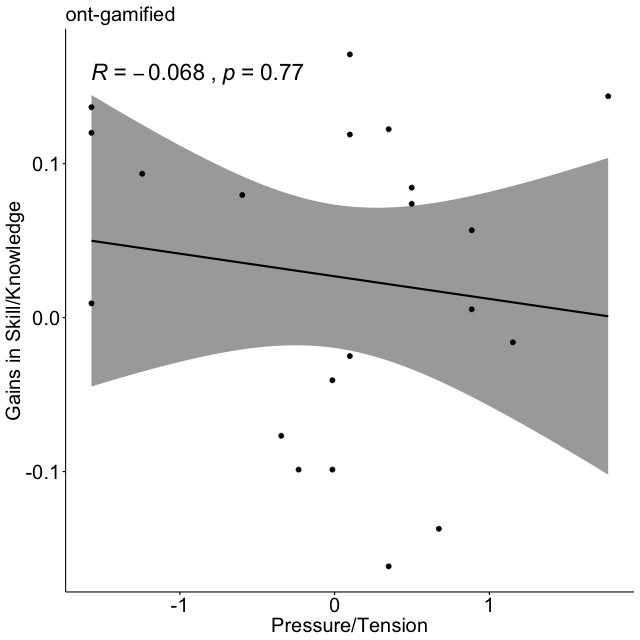 ont-gamified
R = −0.068 , p = 0.77
Gains in Skill/Knowledge
0.1
0.0
-0.1
-1
0
1
Pressure/Tension